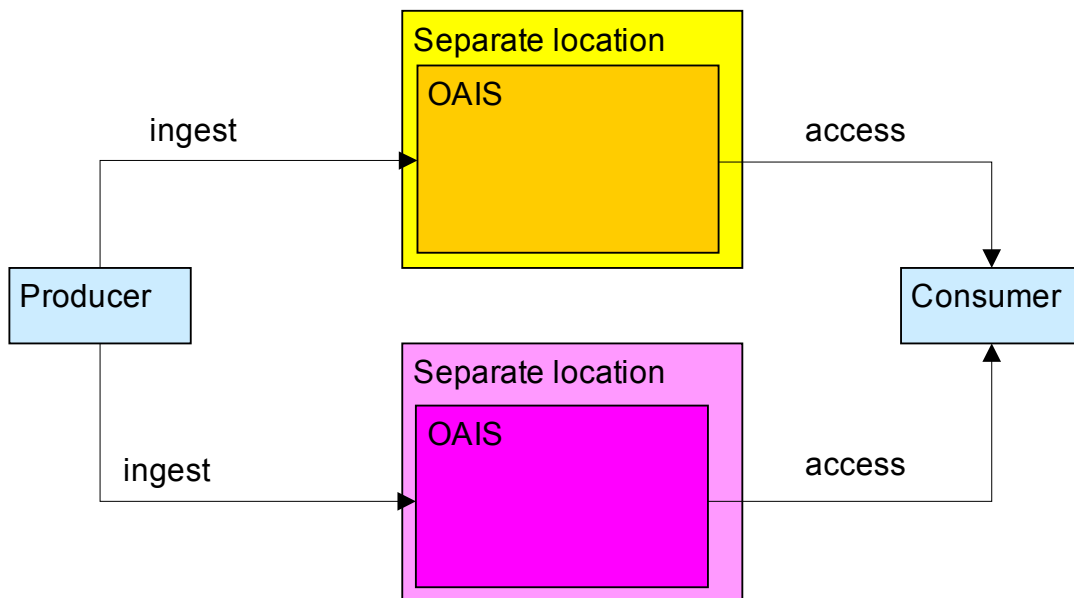 Separate location
OAIS
ingest
access
Producer
Consumer
Separate location
OAIS
ingest
access